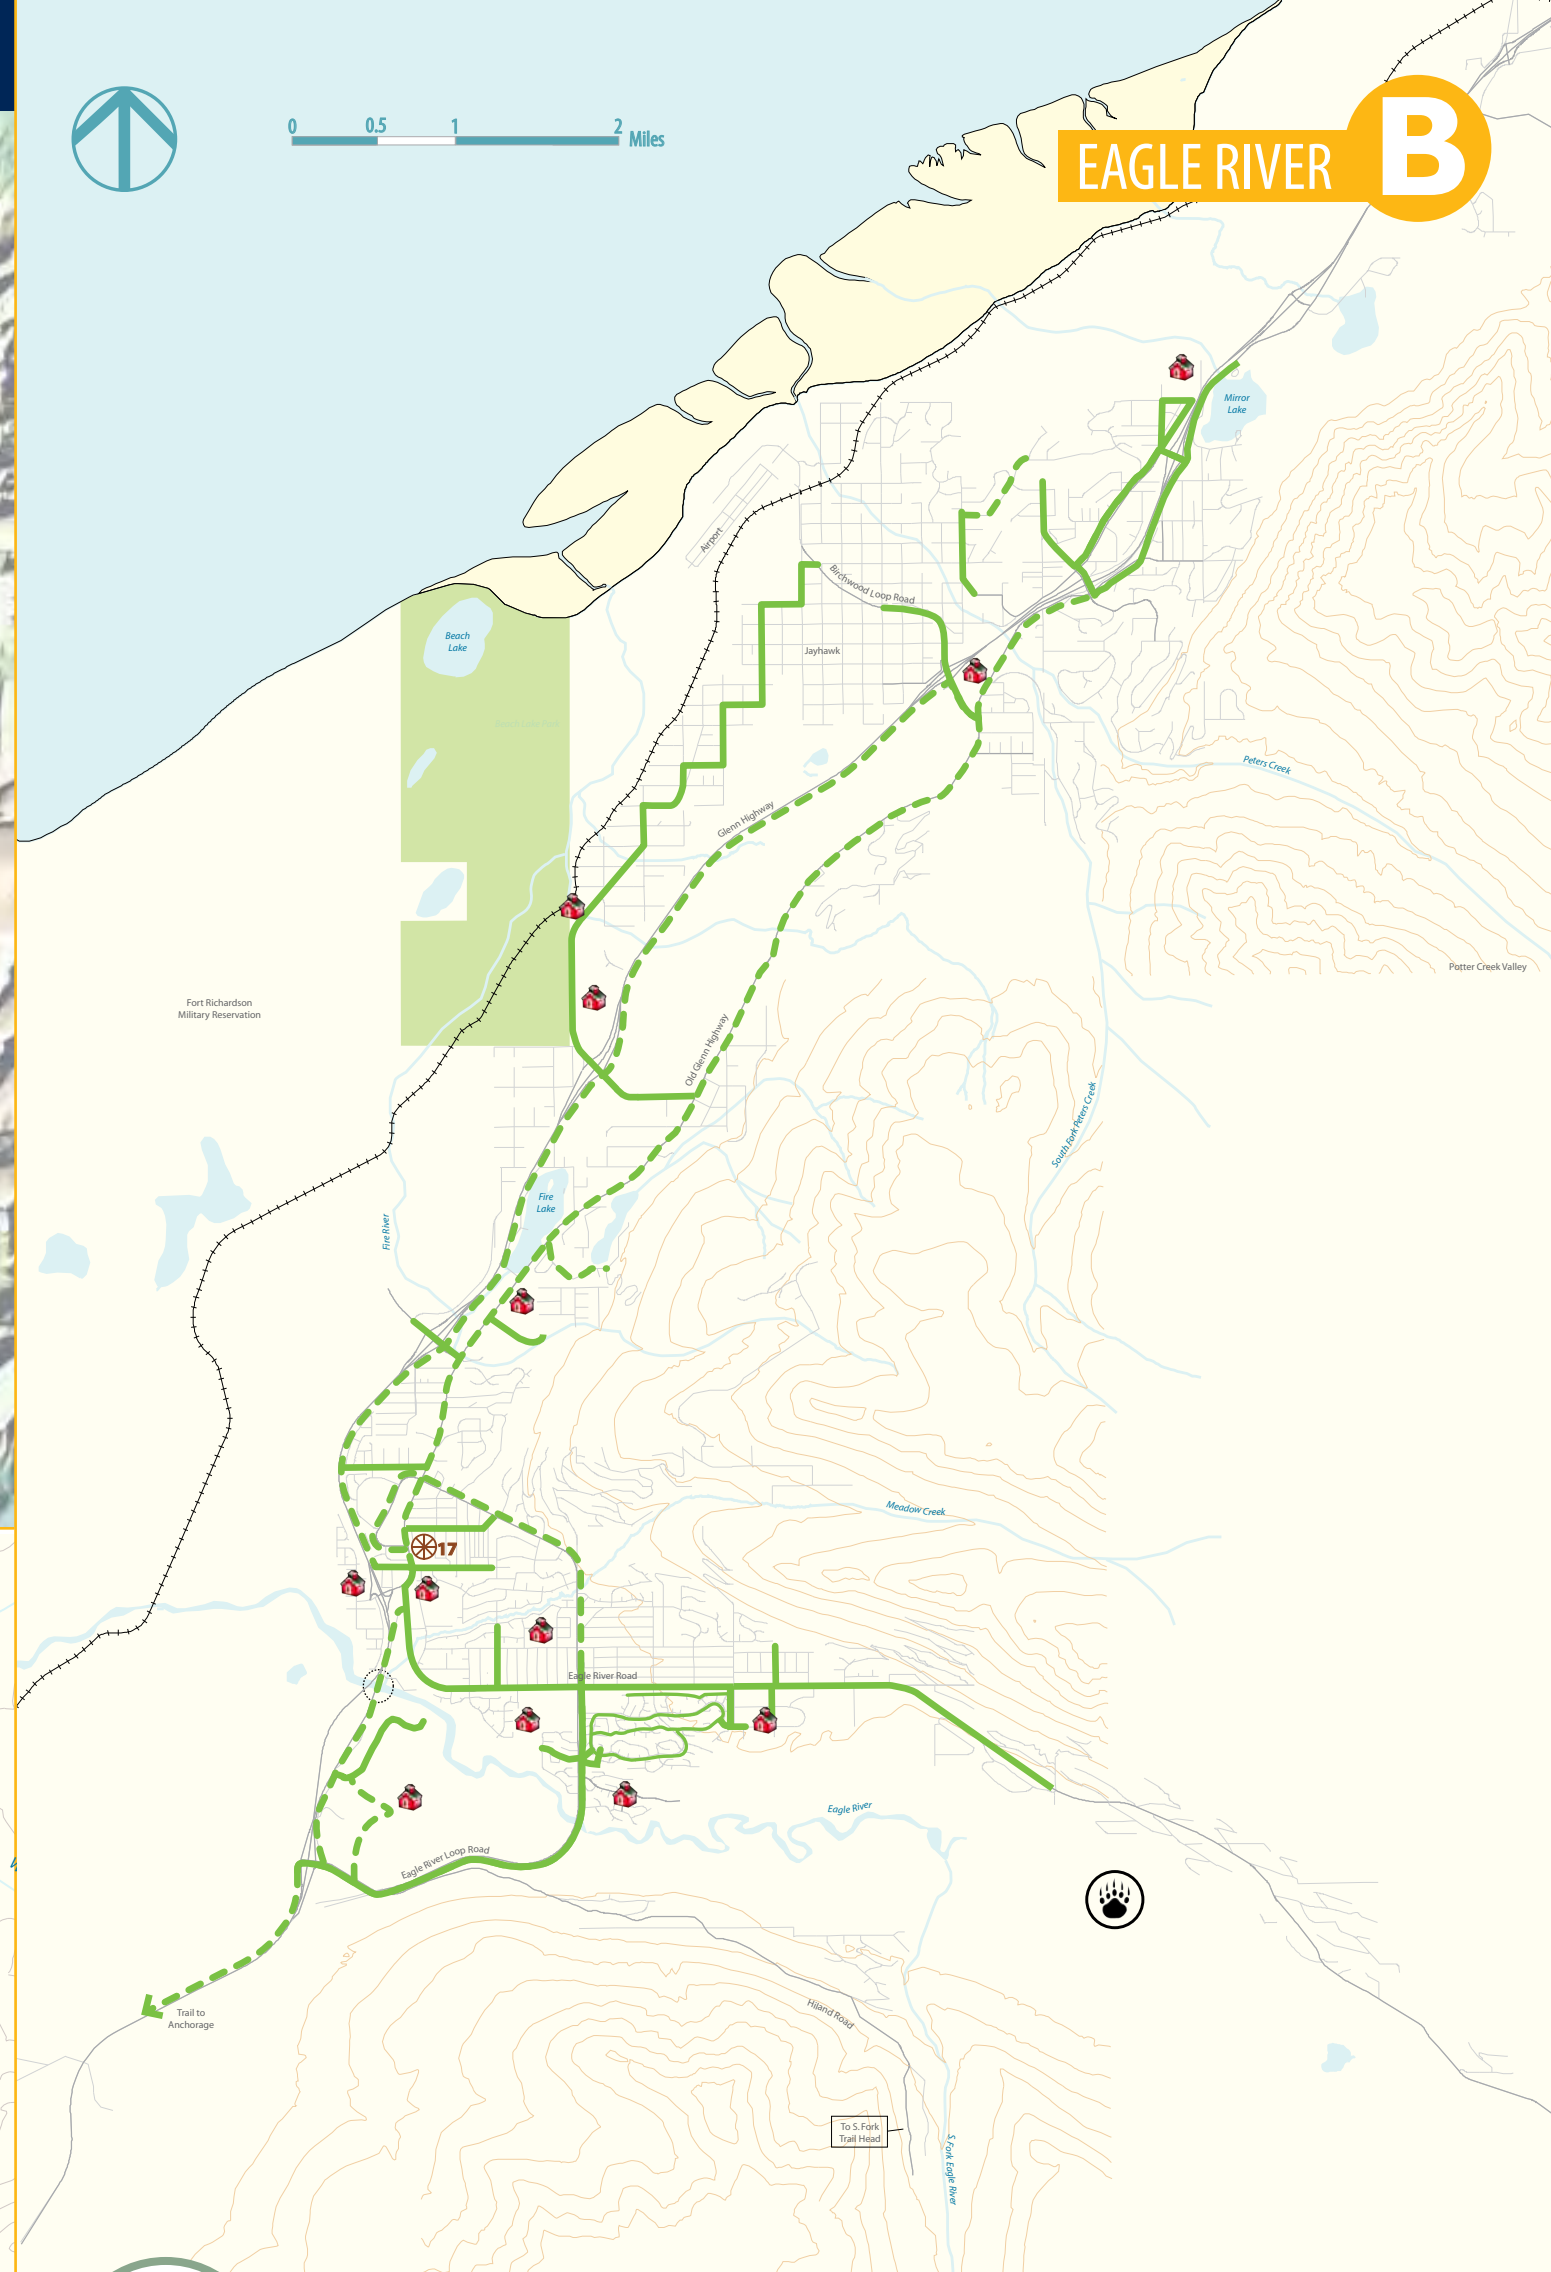 0 0.5 1 2 Miles
EAGLE RIVER B
Mirror
Lake
Airport
Birchwood Loop Road
Beach
Lake
Jayhawk
Beach Lake Park
Peters Creek
Glenn Highway
Potter Creek Valley
Fort Richardson
Military Reservation
Old Glenn Highway
South Fork Peters Creek
Fire
Lake
Fire River
Meadow Creek
17
Eagle River Road
Eagle River
Eagle River Loop Road
Trail to
Anchorage
Hiland Road
To S. Fork
Trail Head
S. Fork Eagle River